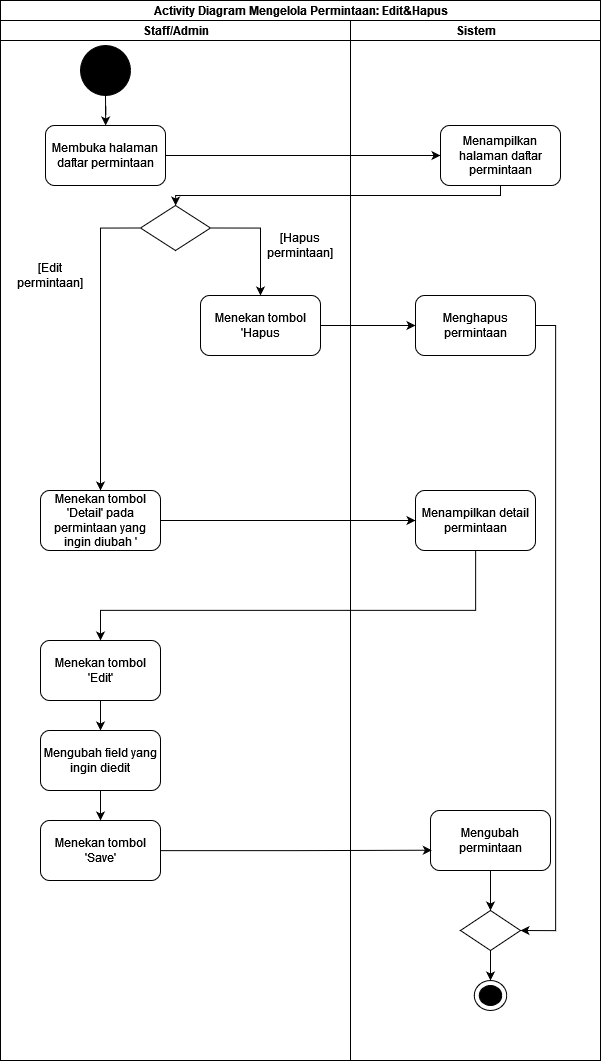 Activity Diagram Mengelola Permintaan: Edit&Hapus
Staff/Admin
Sistem
Membuka halaman
daftar permintaan
Menampilkan
halaman daftar
permintaan
[Edit
permintaan]
[Hapus
permintaan]
Menekan tombol
'Hapus
Menghapus
permintaan
Menekan tombol
'Detail' pada
permintaan yang
ingin diubah '
Menampilkan detail
permintaan
Menekan tombol
'Edit'
Mengubah field yang
ingin diedit
Menekan tombol
'Save'
Mengubah
permintaan